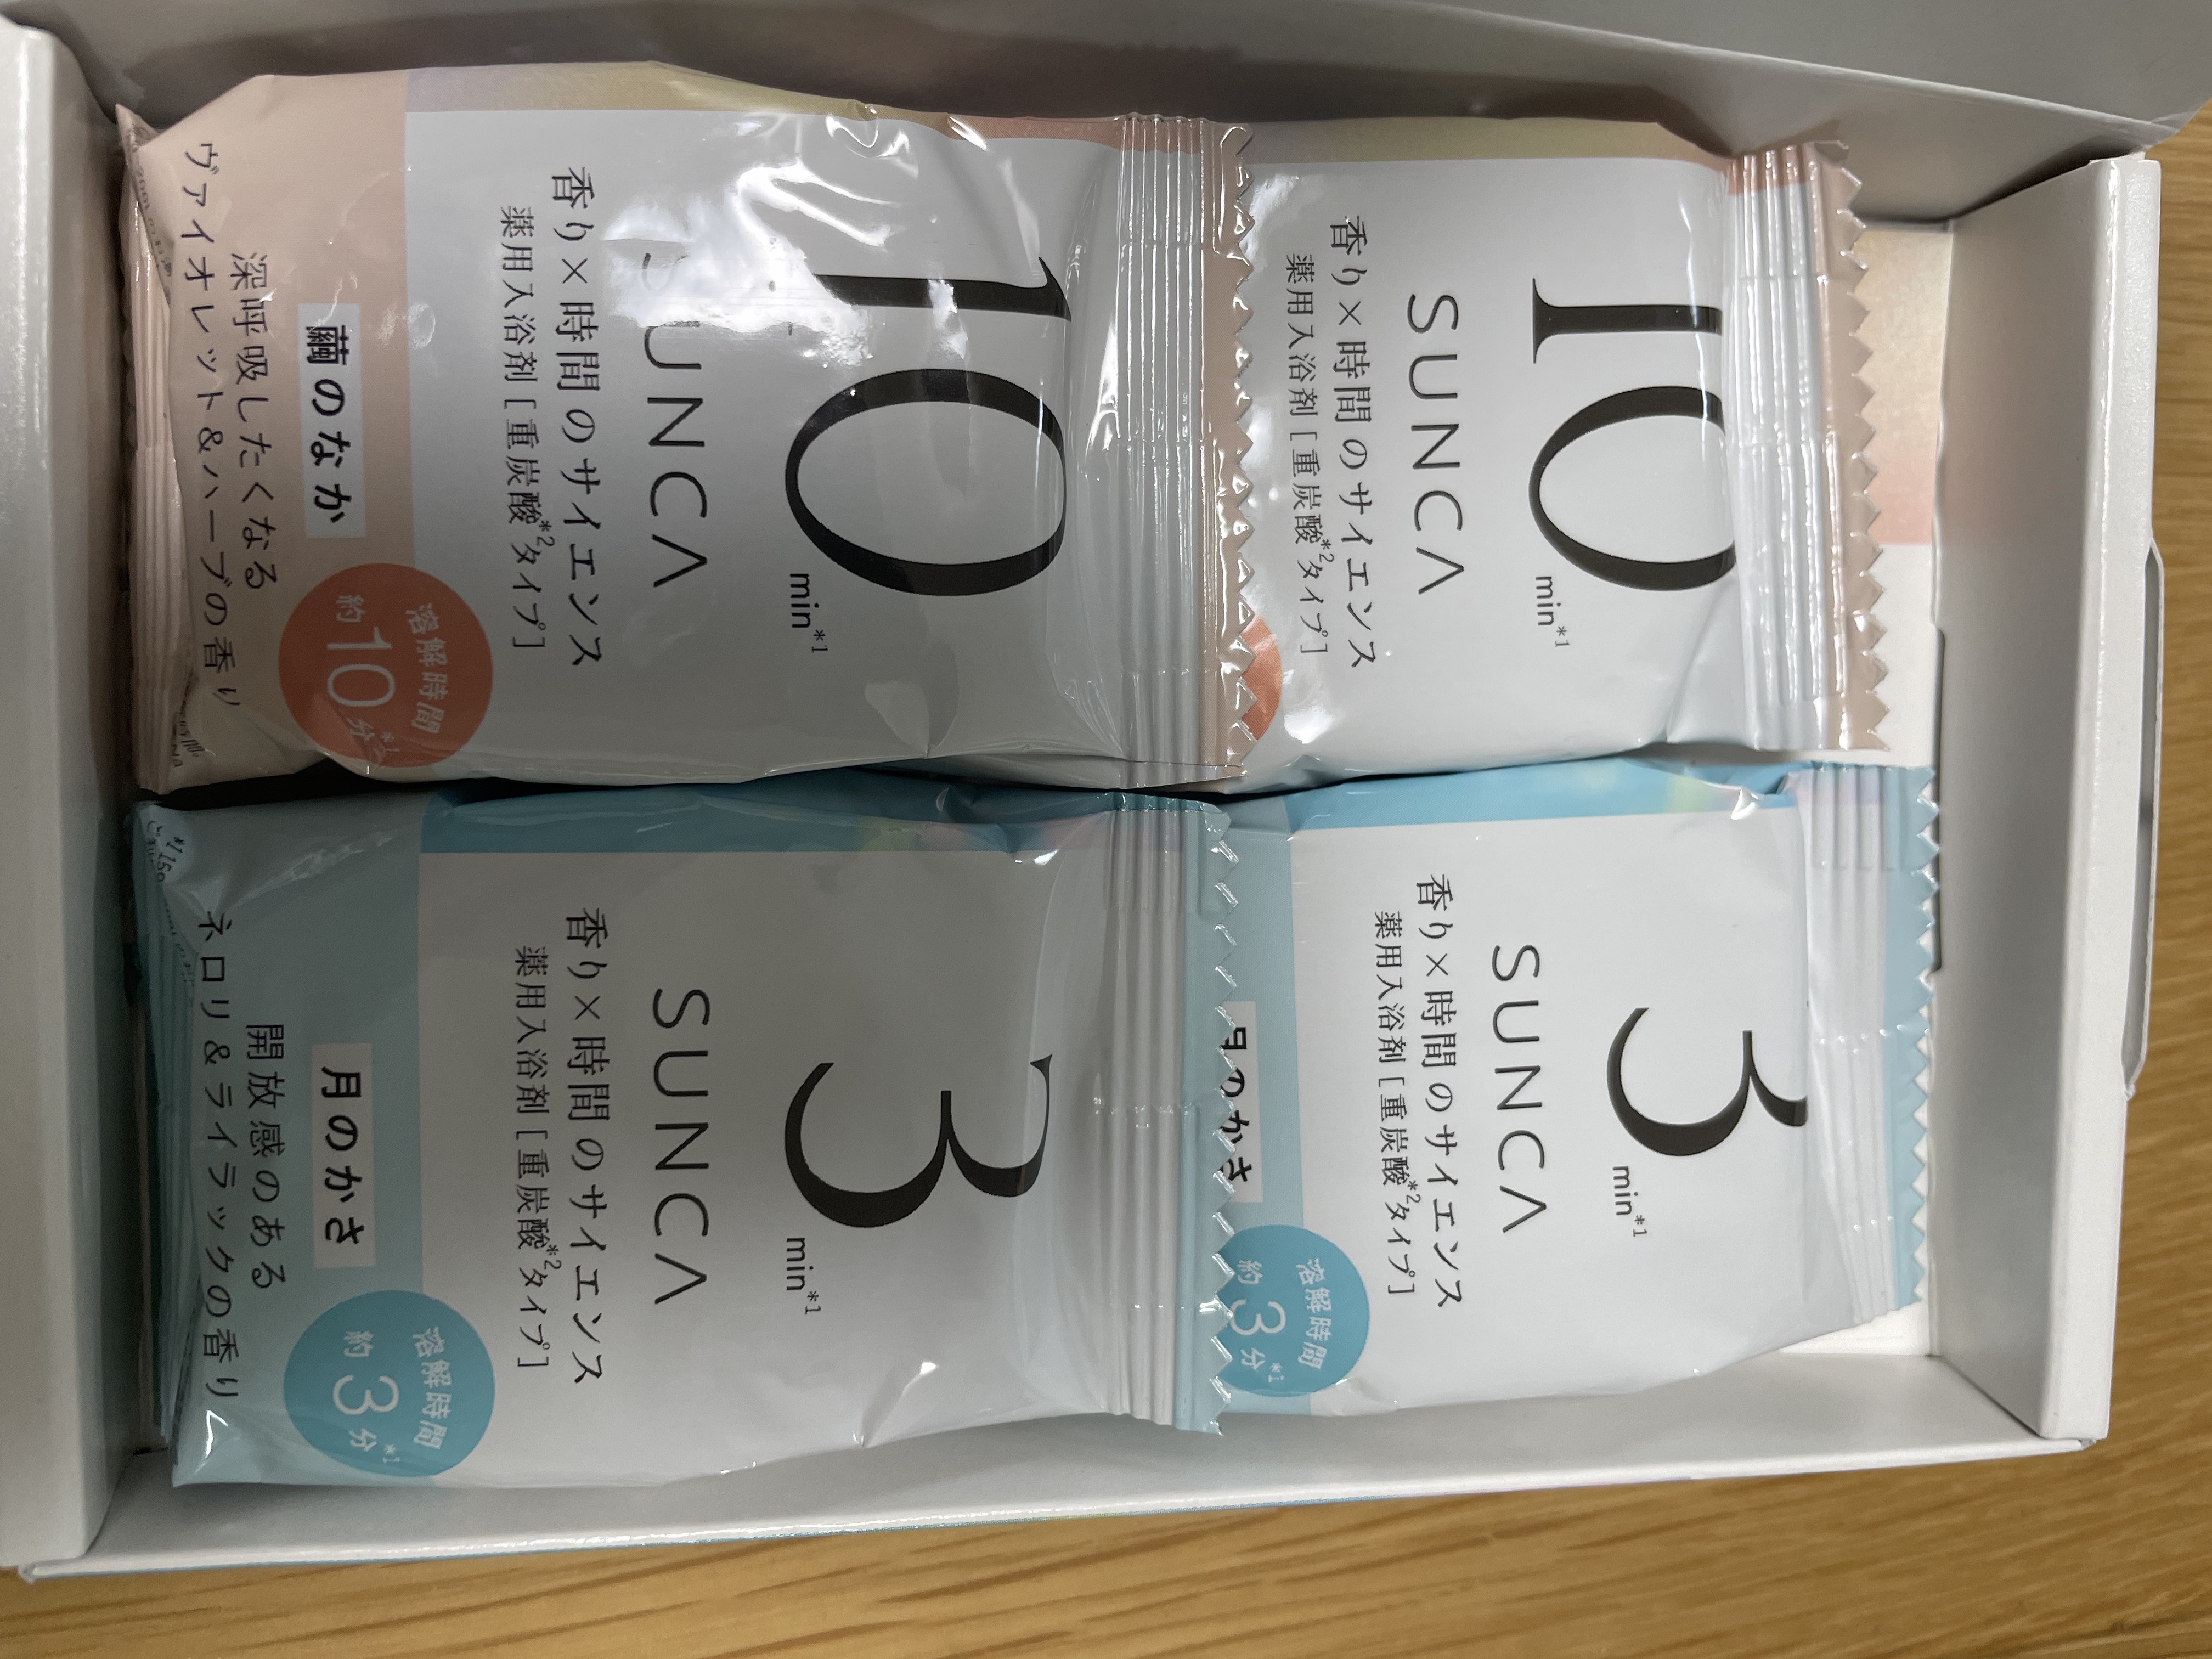 10
min*1
SUNCA
香り×時間のサイエンス
薬用入浴剤[重炭酸*2タイプ]
3
min*1
SUNCA
香り×時間のサイエンス
薬用入浴剤[重炭酸*2タイプ]
溶解時間
約3分*1
月のかさ
10
min*1
SUNCA
香り×時間のサイエンス
薬用入浴剤[重炭酸*2タイプ]
溶解時間
約10分*1
繭のなか
深呼吸したくなる
ヴァイオレット&ハーブの香り
3
min*1
SUNCA
香り×時間のサイエンス
薬用入浴剤[重炭酸*2タイプ]
溶解時間
約3分*1
月のかさ
開放感のある
ネロリ&ライラックの香り